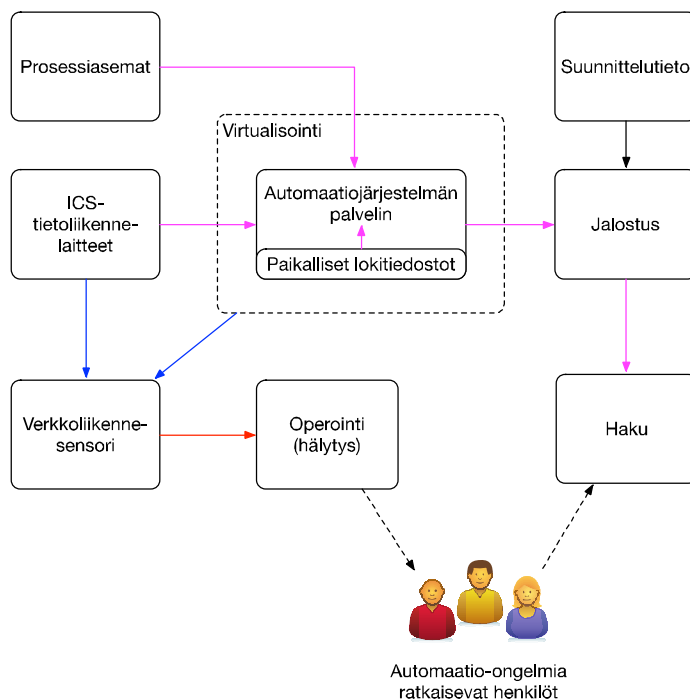 Prosessiasemat
Suunnittelutieto
Virtualisointi
ICS-
tietoliikenne-
laitteet
Automaatiojärjestelmän
palvelin
Paikalliset lokitiedostot
Jalostus
Verkkoliikenne-
sensori
Operointi
(hälytys)
Haku
Automaatio-ongelmia
ratkaisevat henkilöt